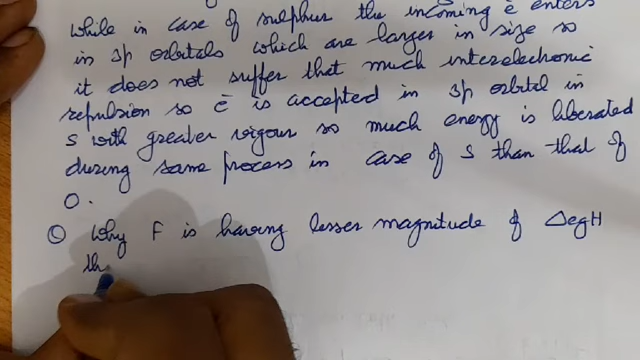 while in case of sulphur the incoming e̅ enters
in 3p orbitals which are larger in size so
it does not suffer that much interelectronic
repulsion so e̅ is accepted in 3p orbital in
S with greater vigour so much energy is liberated
during same process in case of S than that of
O.
Q Why F is having lesser magnitude of ΔegH
th